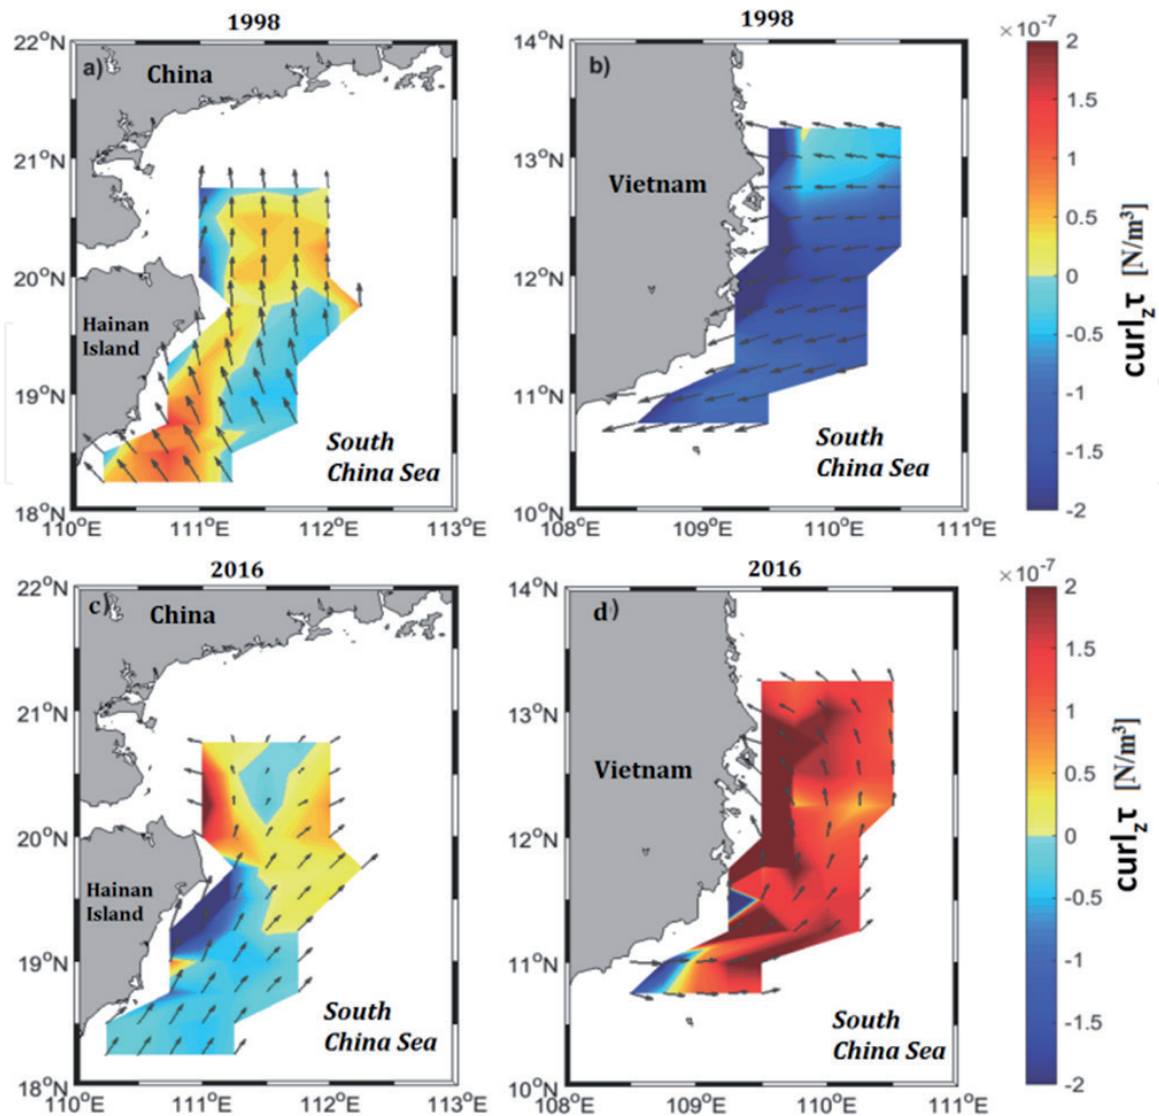 1998
1998
×10⁻⁷
22°N
21°N
20°N
19°N
18°N
110°E
111°E
112°E
113°E
a)
China
Hainan
Island
South
China Sea
14°N
13°N
12°N
11°N
10°N
108°E
109°E
110°E
111°E
b)
Vietnam
South
China Sea
2
1.5
1
0.5
0
-0.5
-1
-1.5
-2
curl_zτ [N/m³]
2016
2016
×10⁻⁷
22°N
21°N
20°N
19°N
18°N
110°E
111°E
112°E
113°E
c)
China
Hainan
Island
South
China Sea
14°N
13°N
12°N
11°N
10°N
108°E
109°E
110°E
111°E
d)
Vietnam
South
China Sea
2
1.5
1
0.5
0
-0.5
-1
-1.5
-2
curl_zτ [N/m³]